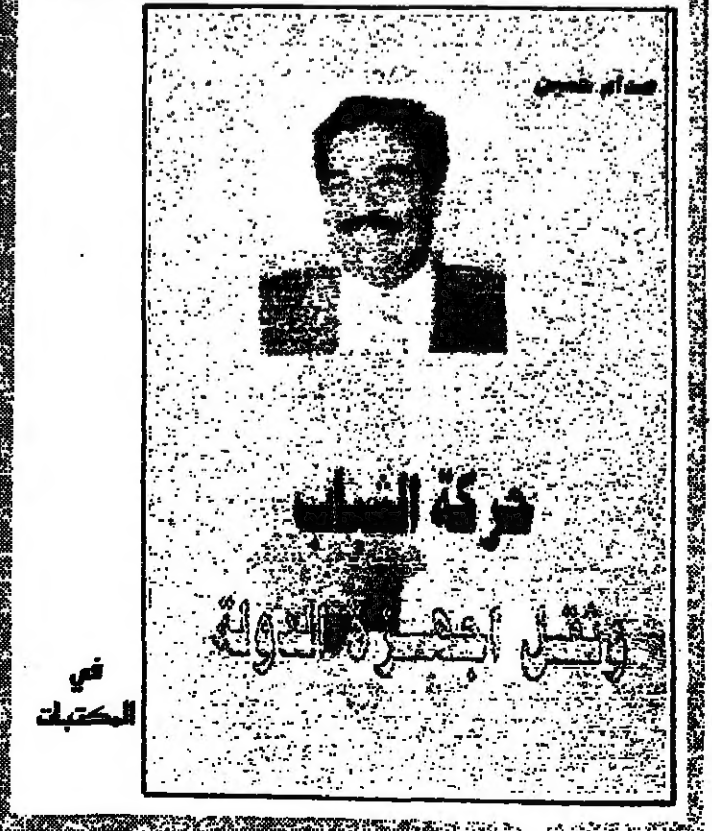 صدام حسين
حركة الشباب
وثقل أجهزة الدولة
في
المكتبات